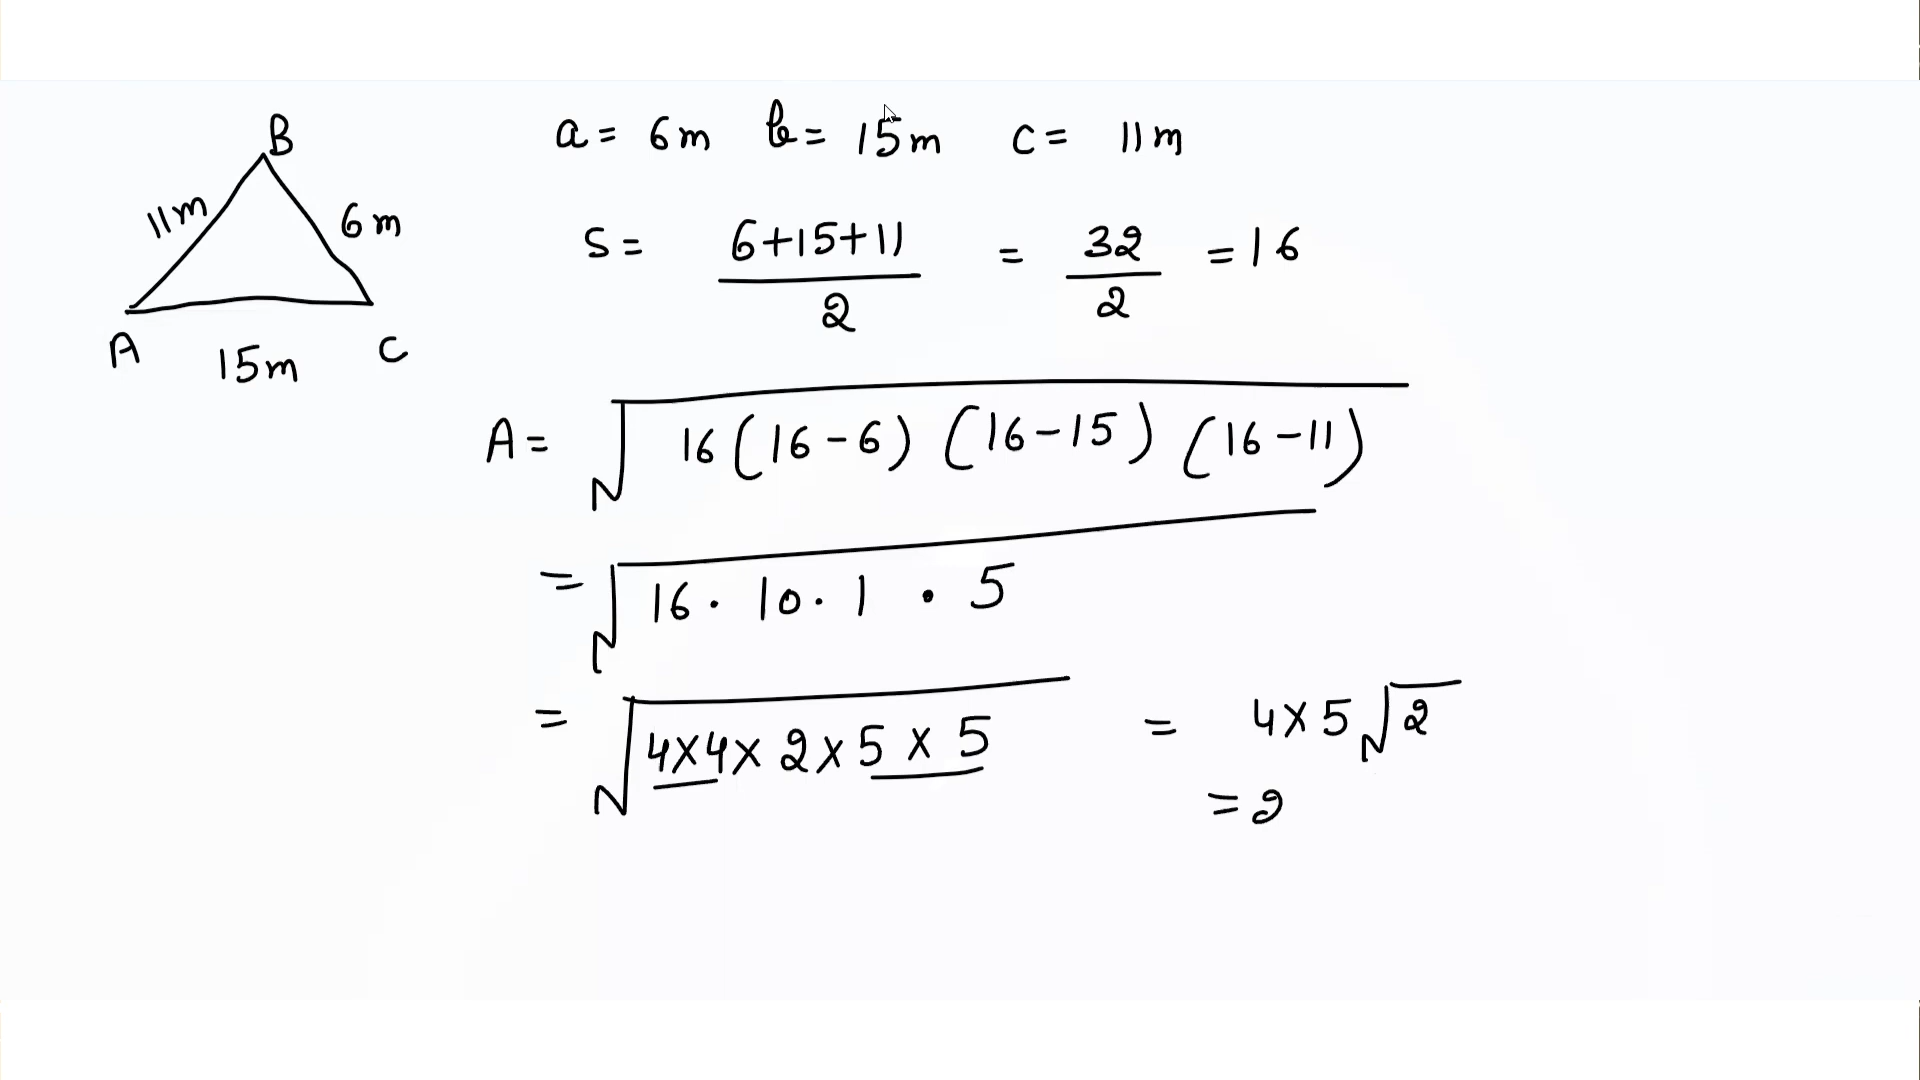 B
11m
6m
A
15m
C
a = 6m b = 15m c = 11m
S = 6+15+11 / 2 = 32 / 2 = 16
A = √16(16-6)(16-15)(16-11)
= √16 · 10 · 1 · 5
= √4×4×2×5×5 = 4×5√2
= 2